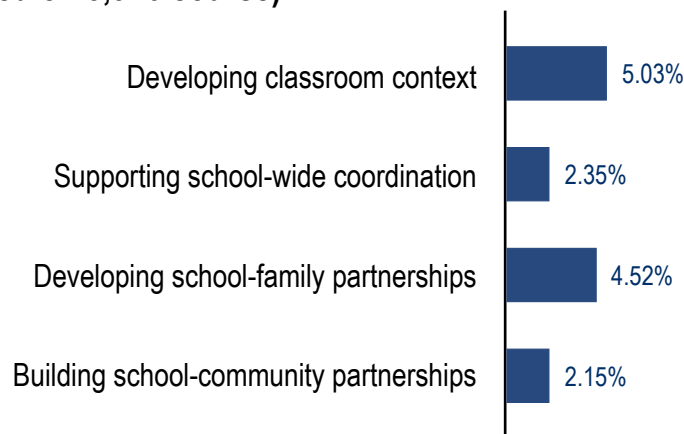 Developing classroom context 5.03%
Supporting school-wide coordination 2.35%
Developing school-family partnerships 4.52%
Building school-community partnerships 2.15%